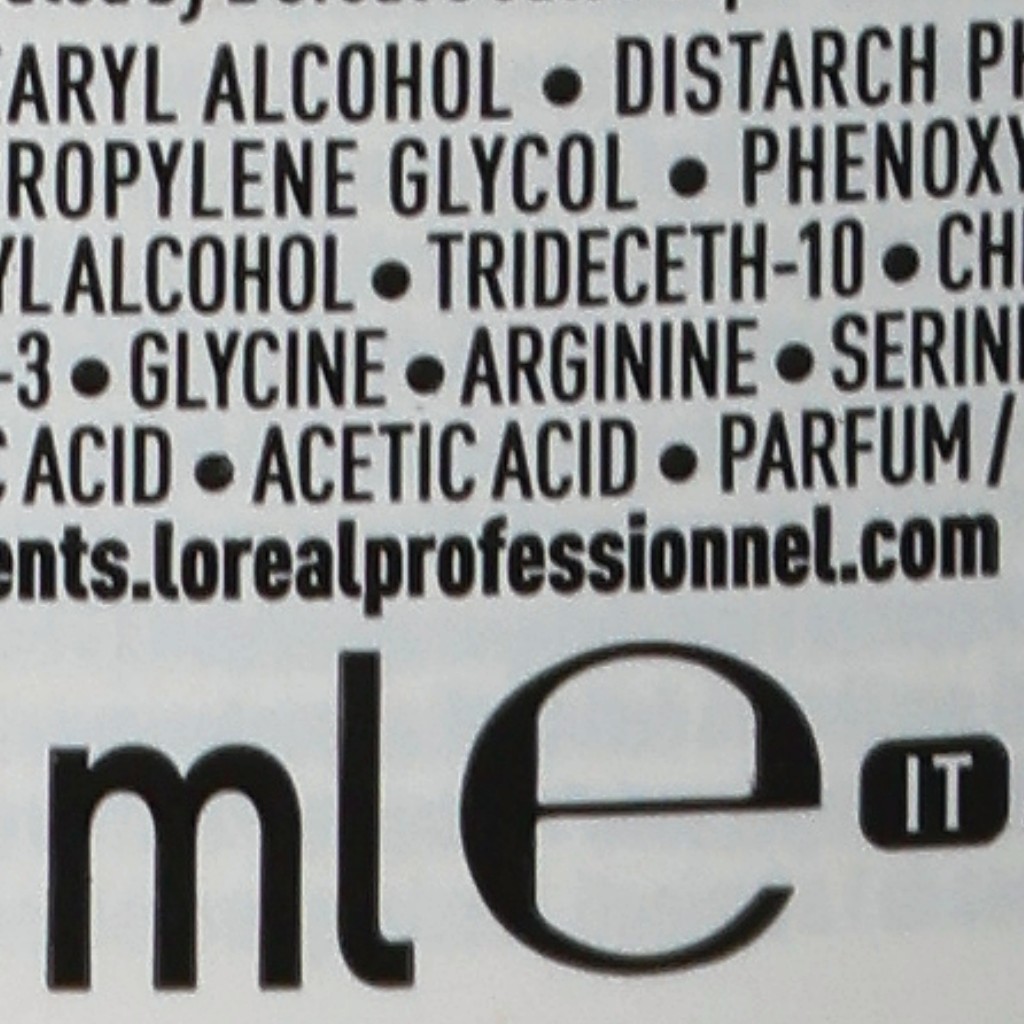 ARYL ALCOHOL • DISTARCH
ROPYLENE GLYCOL • PHENOXY
YL ALCOHOL • TRIDECETH-10 • CH
-3 • GLYCINE • ARGININE • SERIN
C ACID • ACETIC ACID • PARFUM /
ents.lorealprofessionnel.com
ml e IT